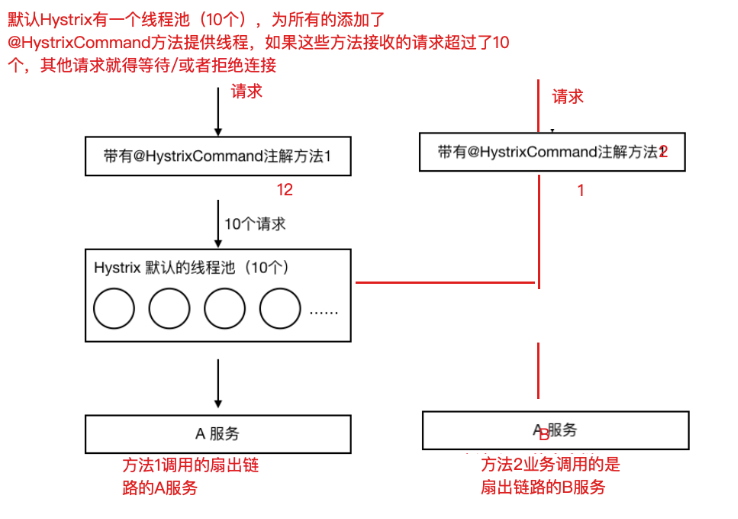 默认Hystrix有一个线程池（10个），为所有的添加了
@HystrixCommand方法提供线程，如果这些方法接收的请求超过了10
个，其他请求就得等待/或者拒绝连接
请求
请求
带有@HystrixCommand注解方法1
带有@HystrixCommand注解方法2
12
1
10个请求
Hystrix 默认的线程池（10个）
......
A 服务
B 服务
方法1调用的扇出链
路的A服务
方法2业务调用的是
扇出链路的B服务